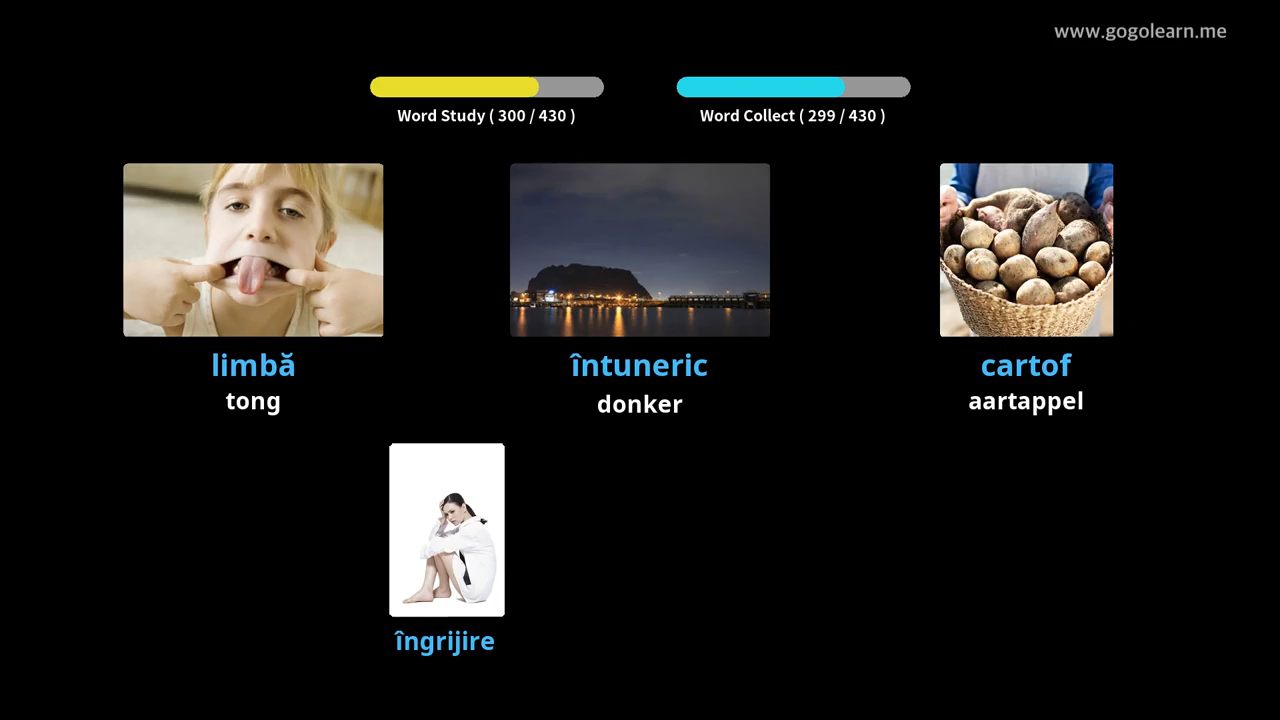 www.gogolearn.me
Word Study ( 300 / 430 )
Word Collect ( 299 / 430 )
limbă
întuneric
cartof
tong
donker
aartappel
îngrijire